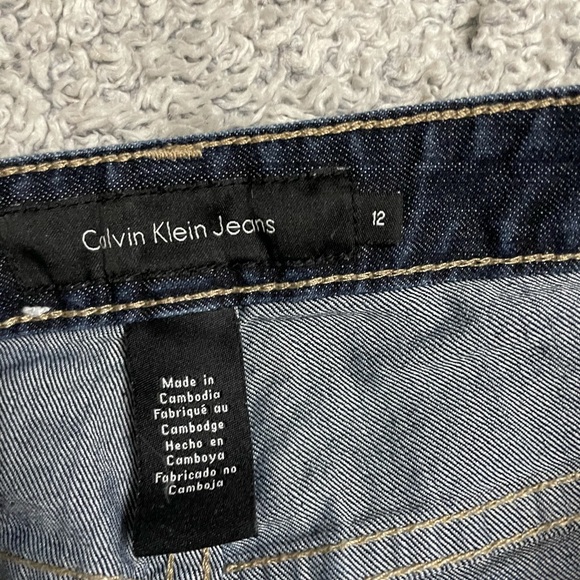 Calvin Klein Jeans 12
Made in
Cambodia
Fabriqué au
Cambodge
Hecho en
Camboya
Fabricado no
Camboja